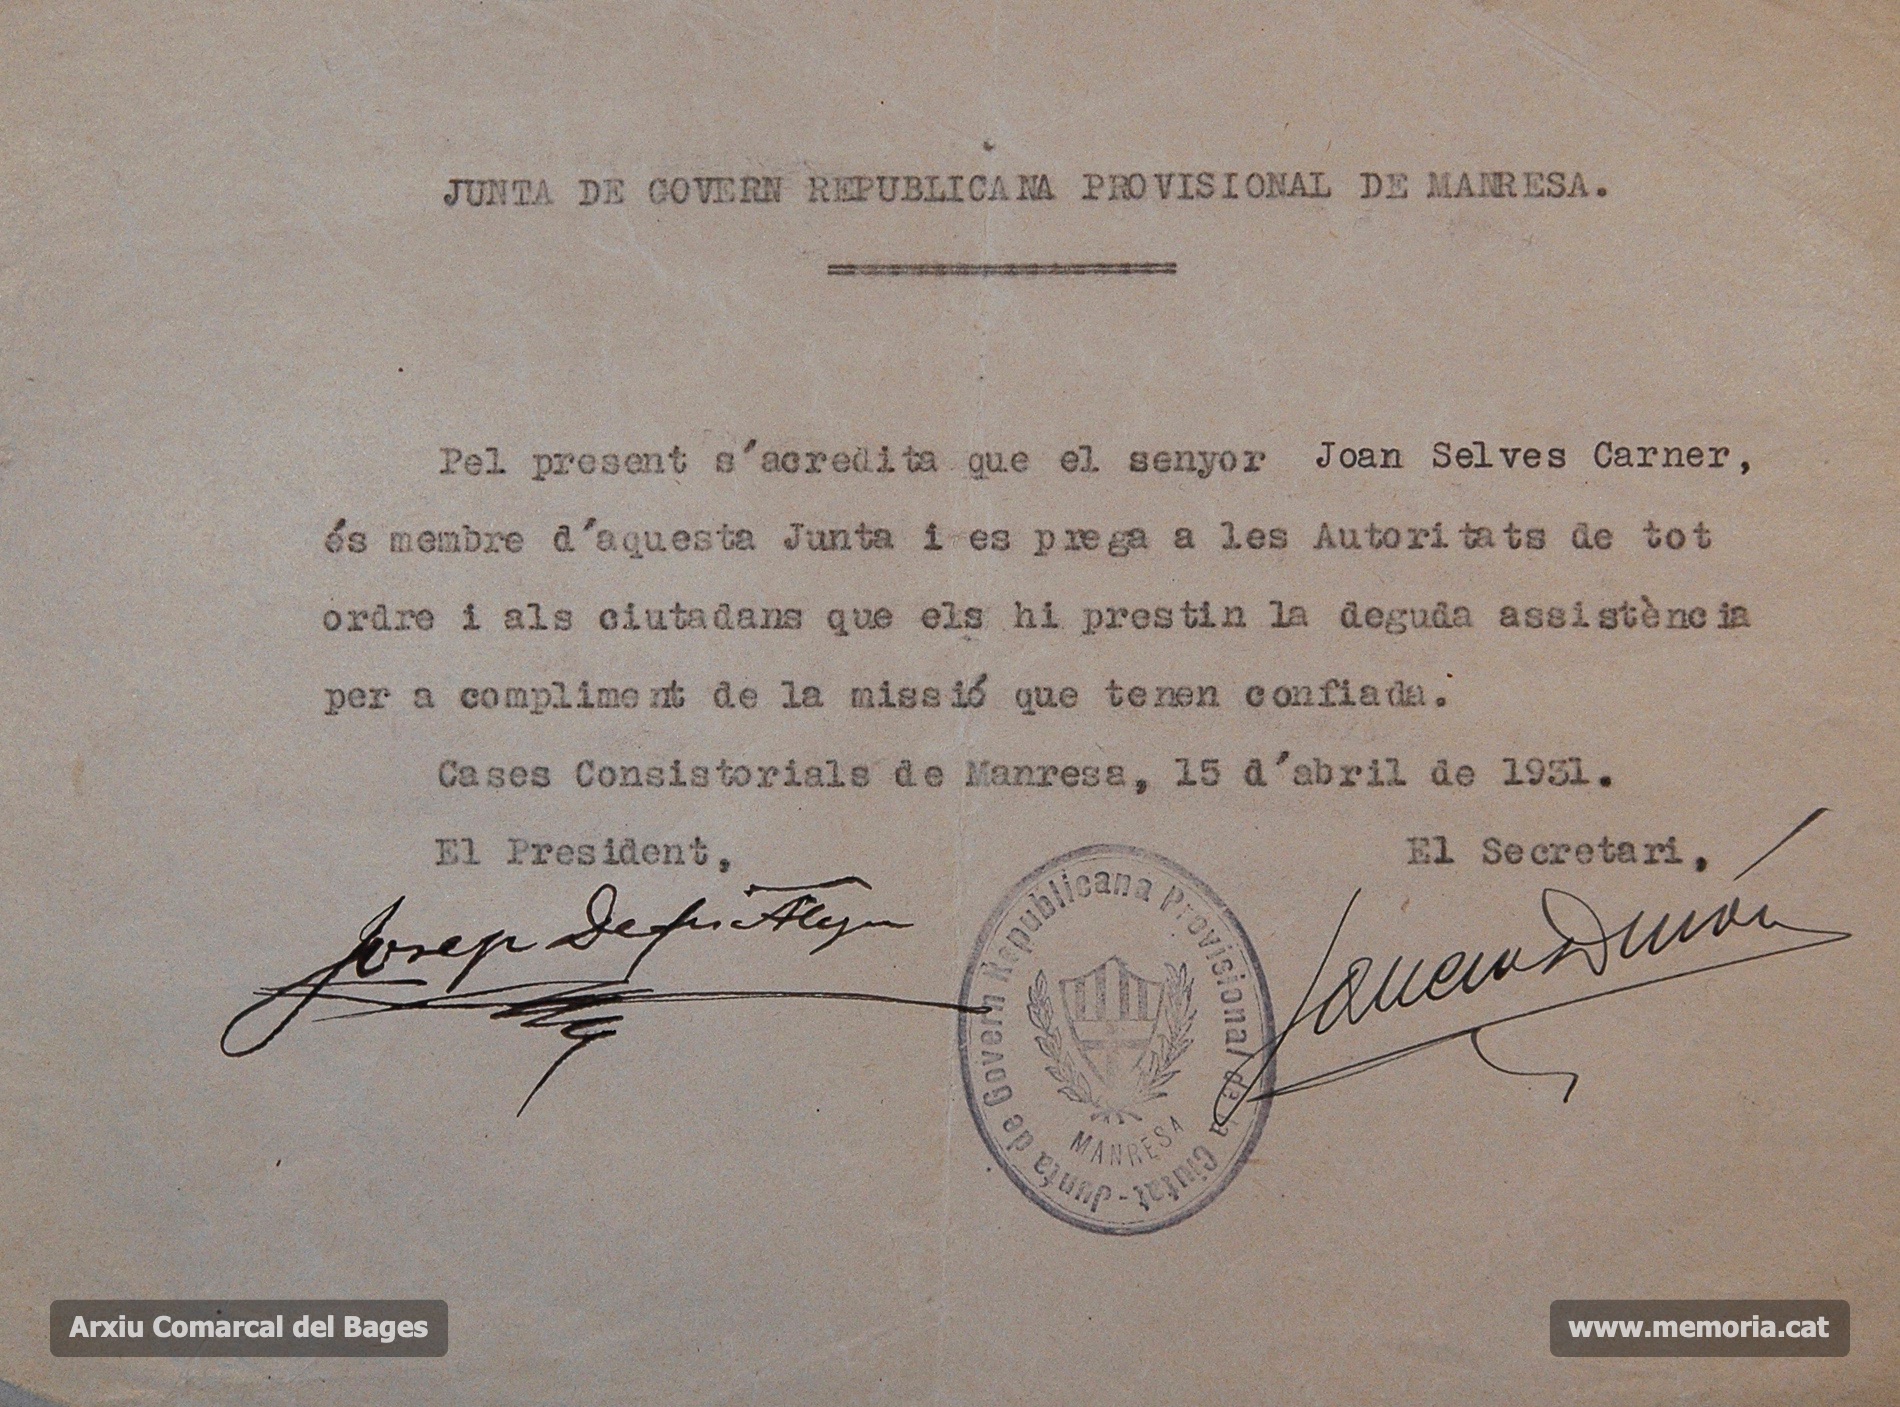 JUNTA DE GOVERN REPUBLICANA PROVISIONAL DE MANRESA.
Pel present s'acredita que el senyor Joan Selves Carner,
és membre d'aquesta Junta i es prega a les Autoritats de tot
ordre i als ciutadans que els hi prestin la deguda assistència
per a compliment de la missió que tenen confiada.
Cases Consistorials de Manresa, 15 d'abril de 1931.
El President,
El Secretari,
Josep
Junta de Govern Republicana Provisional de la Ciutat -
MANRESA
Arxiu Comarcal del Bages
www.memoria.cat